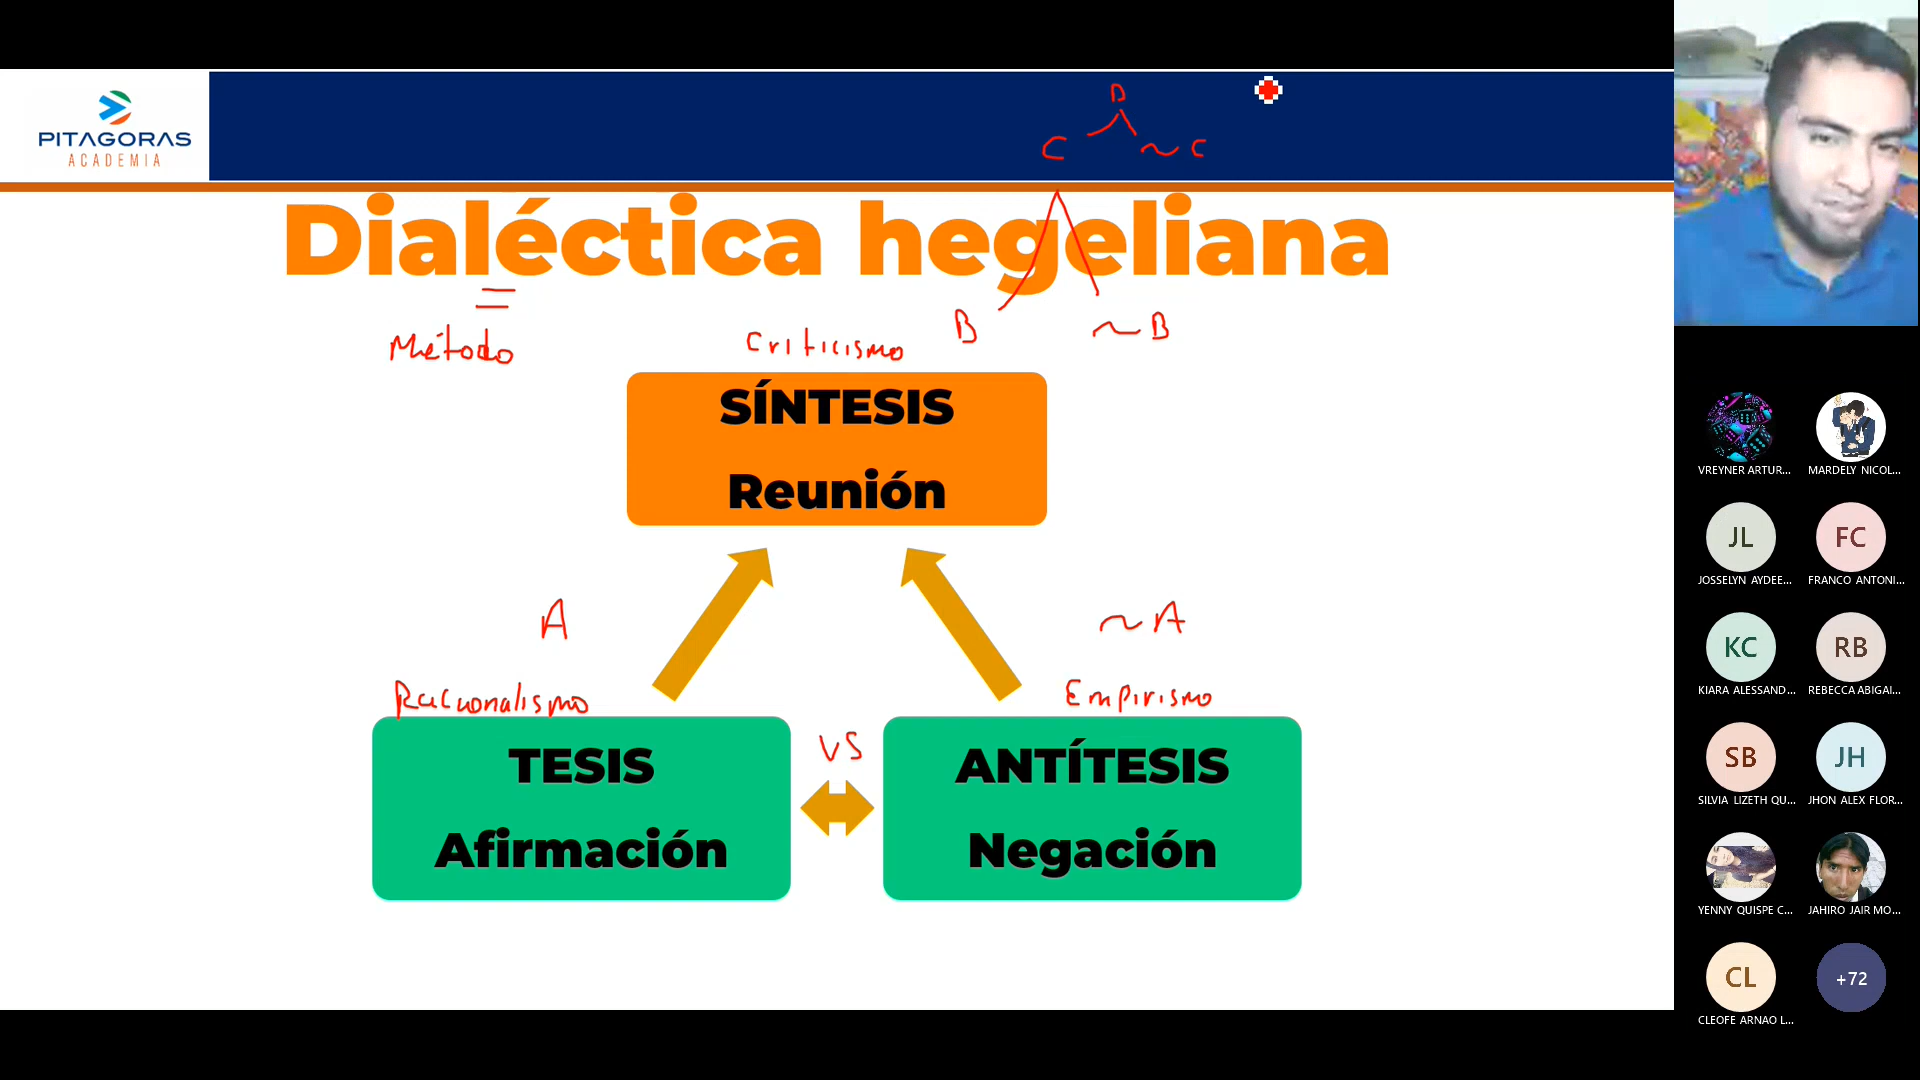 D
C ~ C
PITAGORAS
ACADEMIA
Dialéctica hegeliana
Método
Criticismo
B ~ B
SÍNTESIS
Reunión
A
~ A
Racionalismo
Empirismo
TESIS
Afirmación
VS
ANTÍTESIS
Negación
VREYNER ARTUR...
MARDELY NICOL...
JL
FC
JOSSELYN AYDEE...
FRANCO ANTONI...
KC
RB
KIARA ALESSAND...
REBECCA ABIGAI...
SB
JH
SILVIA LIZETH QU...
JHON ALEX FLOR...
YENNY QUISPE C...
JAHIRO JAIR MO...
CL
+72
CLEOFE ARNAO L...